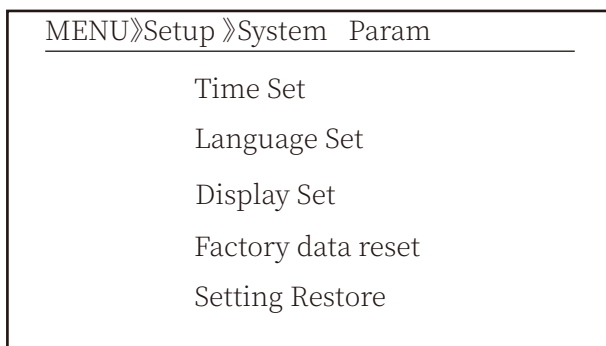 MENU》Setup 》System Param
Time Set
Language Set
Display Set
Factory data reset
Setting Restore